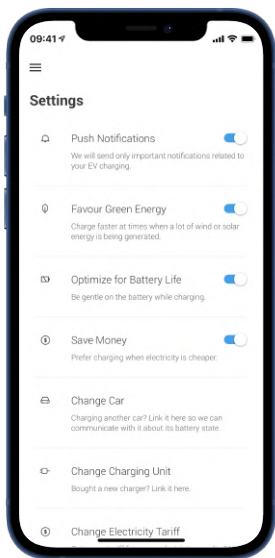 09:41
Settings
Push Notifications
We will send only important notifications related to
your EV charging.
Favour Green Energy
Charge faster at times when a lot of wind or solar
energy is being generated.
Optimize for Battery Life
Be gentle on the battery while charging.
Save Money
Prefer charging when electricity is cheaper.
Change Car
Charging another car? Link it here so we can
communicate with it about its battery state.
Change Charging Unit
Bought a new charger? Link it here.
Change Electricity Tariff